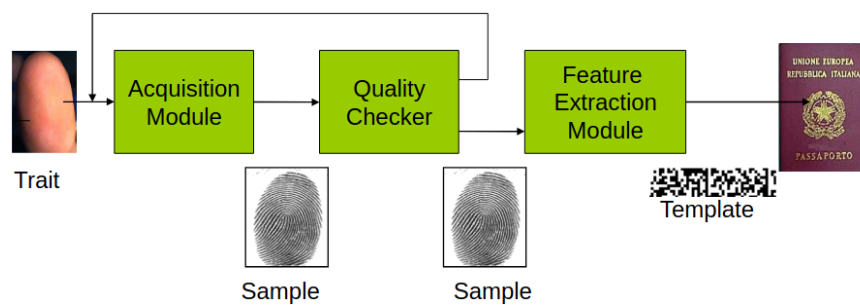 Acquisition
Module
Quality
Checker
Feature
Extraction
Module
UNIONE EUROPEA
REPUBBLICA ITALIANA
PASSAPORTO
Trait
Template
Sample
Sample